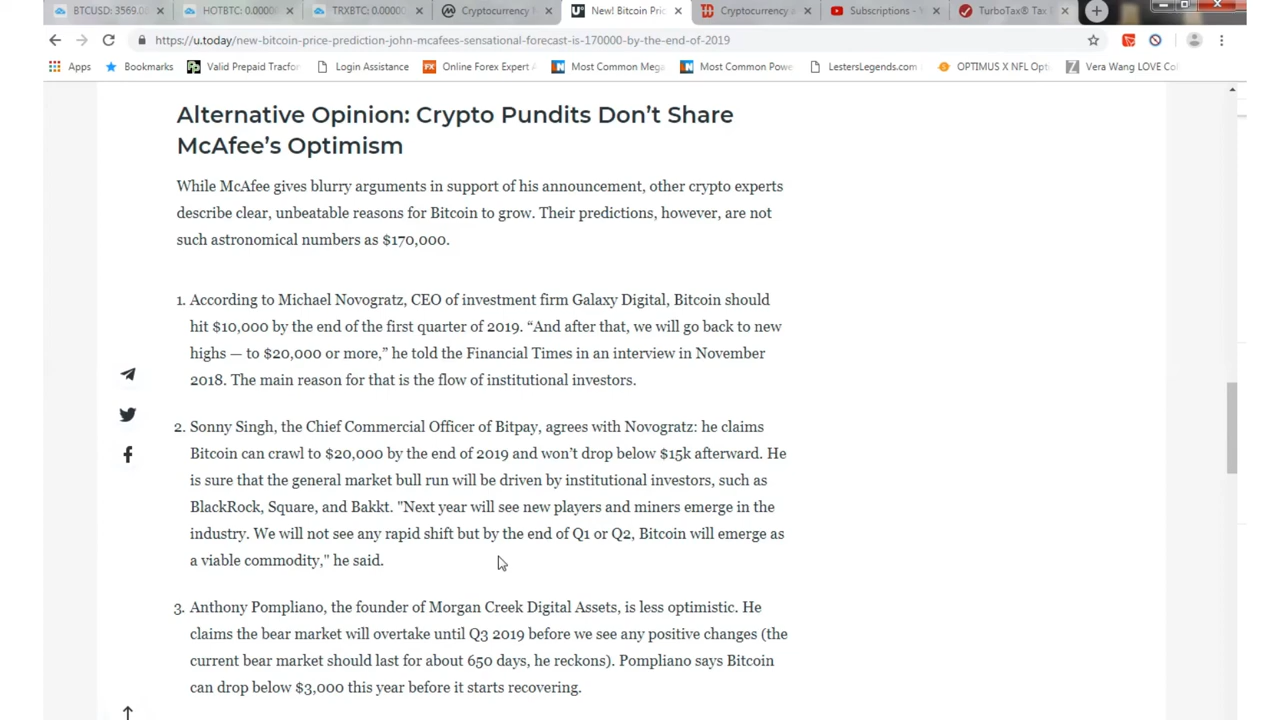 BTCUSD: 3569.0
HOTBTC: 0.0000
TRXBTC: 0.0000
Cryptocurrency
New! Bitcoin Pric
Cryptocurrency a
Subscriptions -
TurboTax® Tax
https://u.today/new-bitcoin-price-prediction-john-mcafees-sensational-forecast-is-170000-by-the-end-of-2019
Apps
Bookmarks
Valid Prepaid Tracfor
Login Assistance
Online Forex Expert
Most Common Mega
Most Common Powe
LestersLegends.com
OPTIMUS X NFL Opti
Vera Wang LOVE Col
Alternative Opinion: Crypto Pundits Don't Share
McAfee's Optimism
While McAfee gives blurry arguments in support of his announcement, other crypto experts
describe clear, unbeatable reasons for Bitcoin to grow. Their predictions, however, are not
such astronomical numbers as $170,000.
1. According to Michael Novogratz, CEO of investment firm Galaxy Digital, Bitcoin should
hit $10,000 by the end of the first quarter of 2019. “And after that, we will go back to new
highs — to $20,000 or more,” he told the Financial Times in an interview in November
2018. The main reason for that is the flow of institutional investors.
2. Sonny Singh, the Chief Commercial Officer of Bitpay, agrees with Novogratz: he claims
Bitcoin can crawl to $20,000 by the end of 2019 and won't drop below $15k afterward. He
is sure that the general market bull run will be driven by institutional investors, such as
BlackRock, Square, and Bakkt. "Next year will see new players and miners emerge in the
industry. We will not see any rapid shift but by the end of Q1 or Q2, Bitcoin will emerge as
a viable commodity," he said.
3. Anthony Pompliano, the founder of Morgan Creek Digital Assets, is less optimistic. He
claims the bear market will overtake until Q3 2019 before we see any positive changes (the
current bear market should last for about 650 days, he reckons). Pompliano says Bitcoin
can drop below $3,000 this year before it starts recovering.